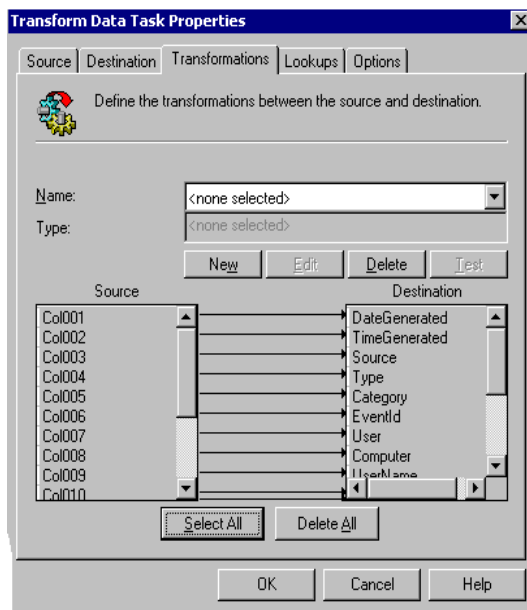 Transform Data Task Properties
Source Destination Transformations Lookups Options
Define the transformations between the source and destination.
Name: <none selected>
Type: <none selected>
New Edit Delete Test
Source Destination
Col001 DateGenerated
Col002 TimeGenerated
Col003 Source
Col004 Type
Col005 Category
Col006 EventId
Col007 User
Col008 Computer
Col009 UserName
Col010
Select All Delete All
OK Cancel Help